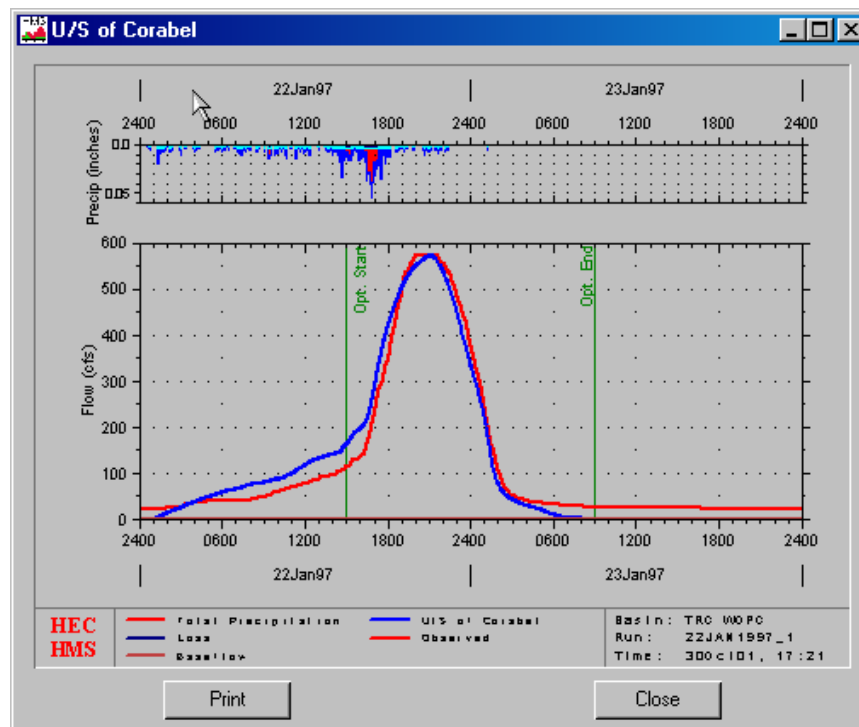 U/S of Corabel
22Jan97 23Jan97
2400 0600 1200 1800 2400 0600 1200 1800 2400
0.0
Precip (inches)
0.05
600
500
400
300
200
100
0
Flow (cfs)
Opt. Start
Opt. End
2400 0600 1200 1800 2400 0600 1200 1800 2400
22Jan97 23Jan97
HEC
HMS
Total Precipitation U/S of Corabel
Loss Observed
Baseflow
Basin: TRC WOPC
Run: 22JAN1997_1
Time: 30Oct01, 17:21
Print Close